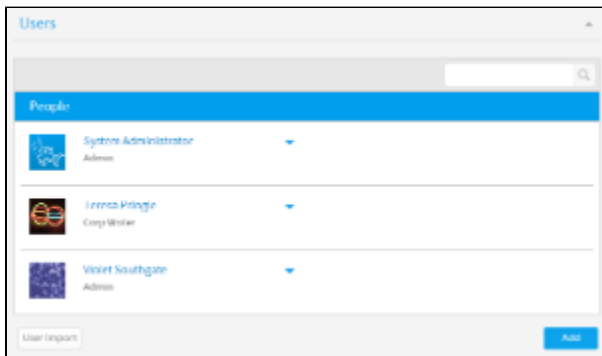 Users
People
System Administrator
Admin
Teresa Pringle
Corp Writer
Violet Southgate
Admin
User Import
Add